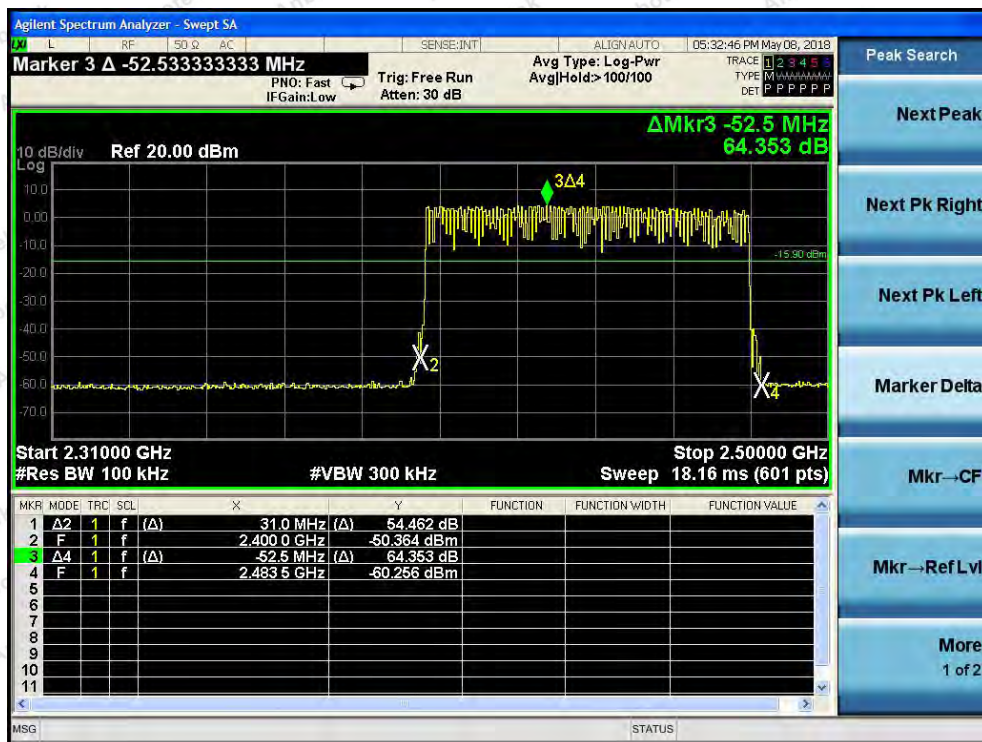 Agilent Spectrum Analyzer - Swept SA
LXI L RF 50 Ω AC SENSE:INT ALIGN AUTO 05:32:46 PM May 08, 2018
Marker 3 Δ -52.533333333 MHz
PNO: Fast
IFGain:Low
Trig: Free Run
Atten: 30 dB
Avg Type: Log-Pwr
Avg|Hold:>100/100
TRACE 1 2 3 4 5 6
TYPE M
DET P P P P P P
ΔMkr3 -52.5 MHz
64.353 dB
10 dB/div Ref 20.00 dBm
Log
10.0
0.00
-10.0
-20.0
-30.0
-40.0
-50.0
-60.0
-70.0
3Δ4
-15.90 dBm
2
4
Start 2.31000 GHz Stop 2.50000 GHz
#Res BW 100 kHz #VBW 300 kHz Sweep 18.16 ms (601 pts)
MKR MODE TRC SCL X Y FUNCTION FUNCTION WIDTH FUNCTION VALUE
1 Δ2 1 f (Δ) 31.0 MHz (Δ) 54.462 dB
2 F 1 f 2.400 0 GHz -50.364 dBm
3 Δ4 1 f (Δ) -52.5 MHz (Δ) 64.353 dB
4 F 1 f 2.483 5 GHz -60.256 dBm
5
6
7
8
9
10
11
MSG STATUS
Peak Search
Next Peak
Next Pk Right
Next Pk Left
Marker Delta
Mkr→CF
Mkr→Ref Lvl
More
1 of 2